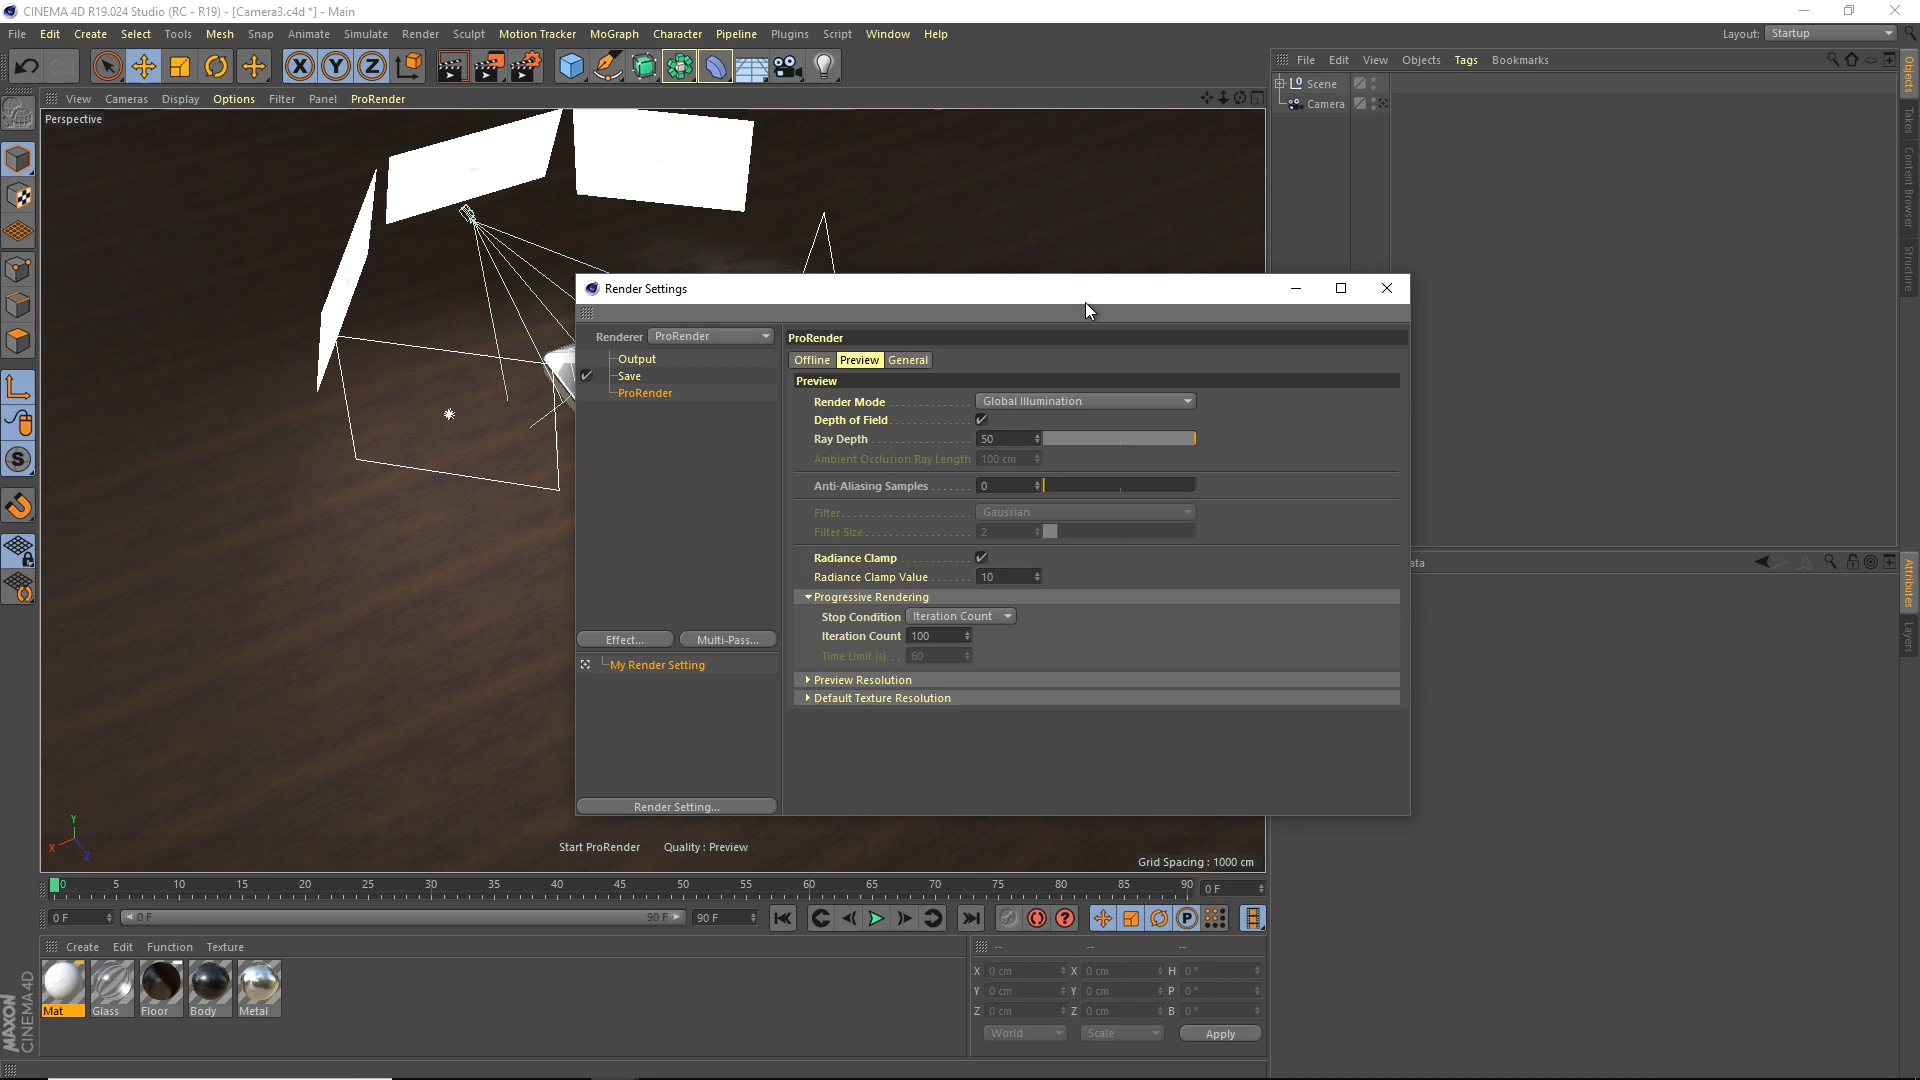 CINEMA 4D R19.024 Studio (RC - R19) - [Camera3.c4d *] - Main
File Edit Create Select Tools Mesh Snap Animate Simulate Render Sculpt Motion Tracker MoGraph Character Pipeline Plugins Script Window Help Layout: Startup
X Y Z
File Edit View Objects Tags Bookmarks
View Cameras Display Options Filter Panel ProRender
Perspective
Scene
Camera
Objects
Takes
Content Browser
Structure
Render Settings
Renderer ProRender
Output
Save
ProRender
Effect... Multi-Pass...
My Render Setting
Render Setting...
ProRender
Offline Preview General
Preview
Render Mode Global Illumination
Depth of Field
Ray Depth 50
Ambient Occlusion Ray Length 100 cm
Anti-Aliasing Samples 0
Filter Gaussian
Filter Size 2
Radiance Clamp
Radiance Clamp Value 10
Progressive Rendering
Stop Condition Iteration Count
Iteration Count 100
Time Limit (s) 60
Preview Resolution
Default Texture Resolution
ata
Attributes
Layers
S
Y
X
Z
Start ProRender Quality : Preview
Grid Spacing : 1000 cm
0 5 10 15 20 25 30 35 40 45 50 55 60 65 70 75 80 85 90 0 F
0 F 0 F 90 F 90 F ? P
Create Edit Function Texture
-- -- --
Mat Glass Floor Body Metal
X 0 cm X 0 cm H 0 °
Y 0 cm Y 0 cm P 0 °
Z 0 cm Z 0 cm B 0 °
World Scale Apply
MAXON
CINEMA 4D